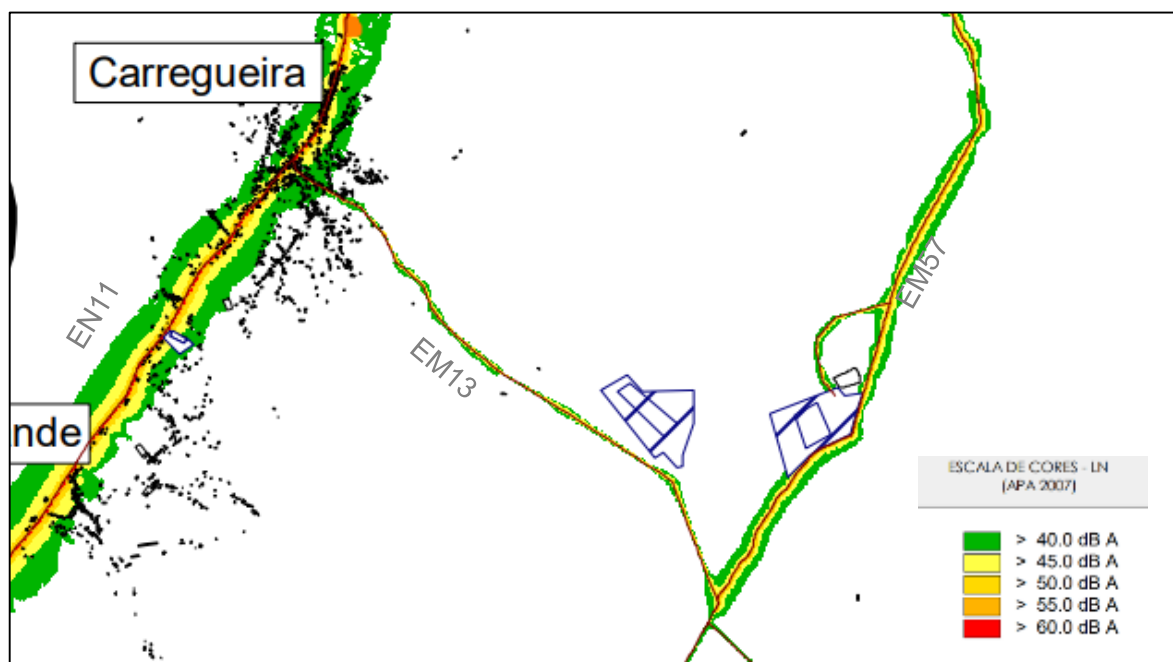 Carregueira
EN11
EM13
EM57
nde
ESCALA DE CORES - LN
(APA 2007)
> 40.0 dB A
> 45.0 dB A
> 50.0 dB A
> 55.0 dB A
> 60.0 dB A